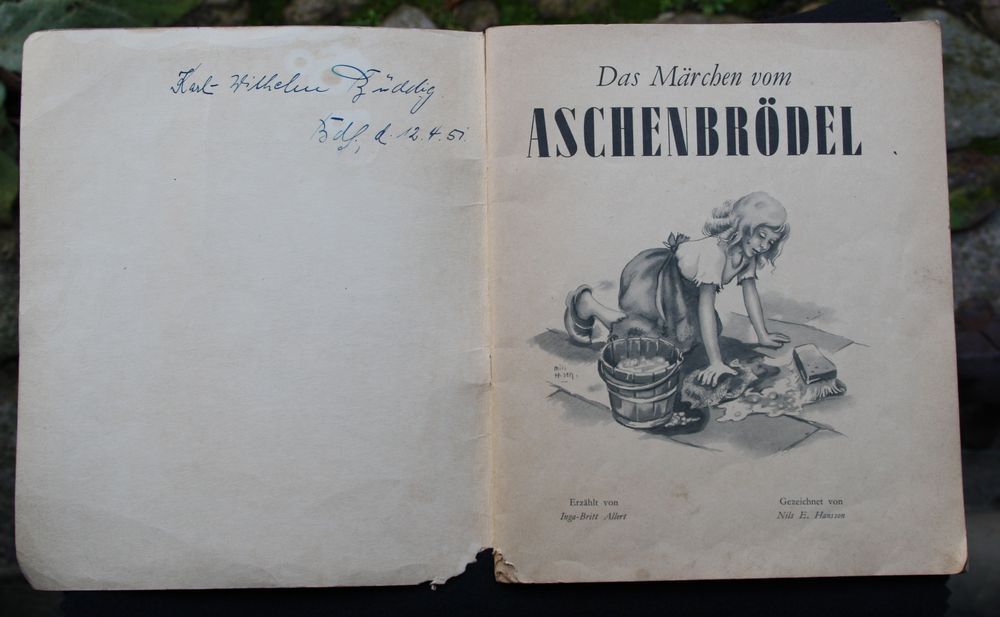 Karl-Wilhelm
d. 12.4.51.
Das Märchen vom
ASCHENBRÖDEL
Erzählt von
Inga-Britt Allert
Gezeichnet von
Nils E. Hansson